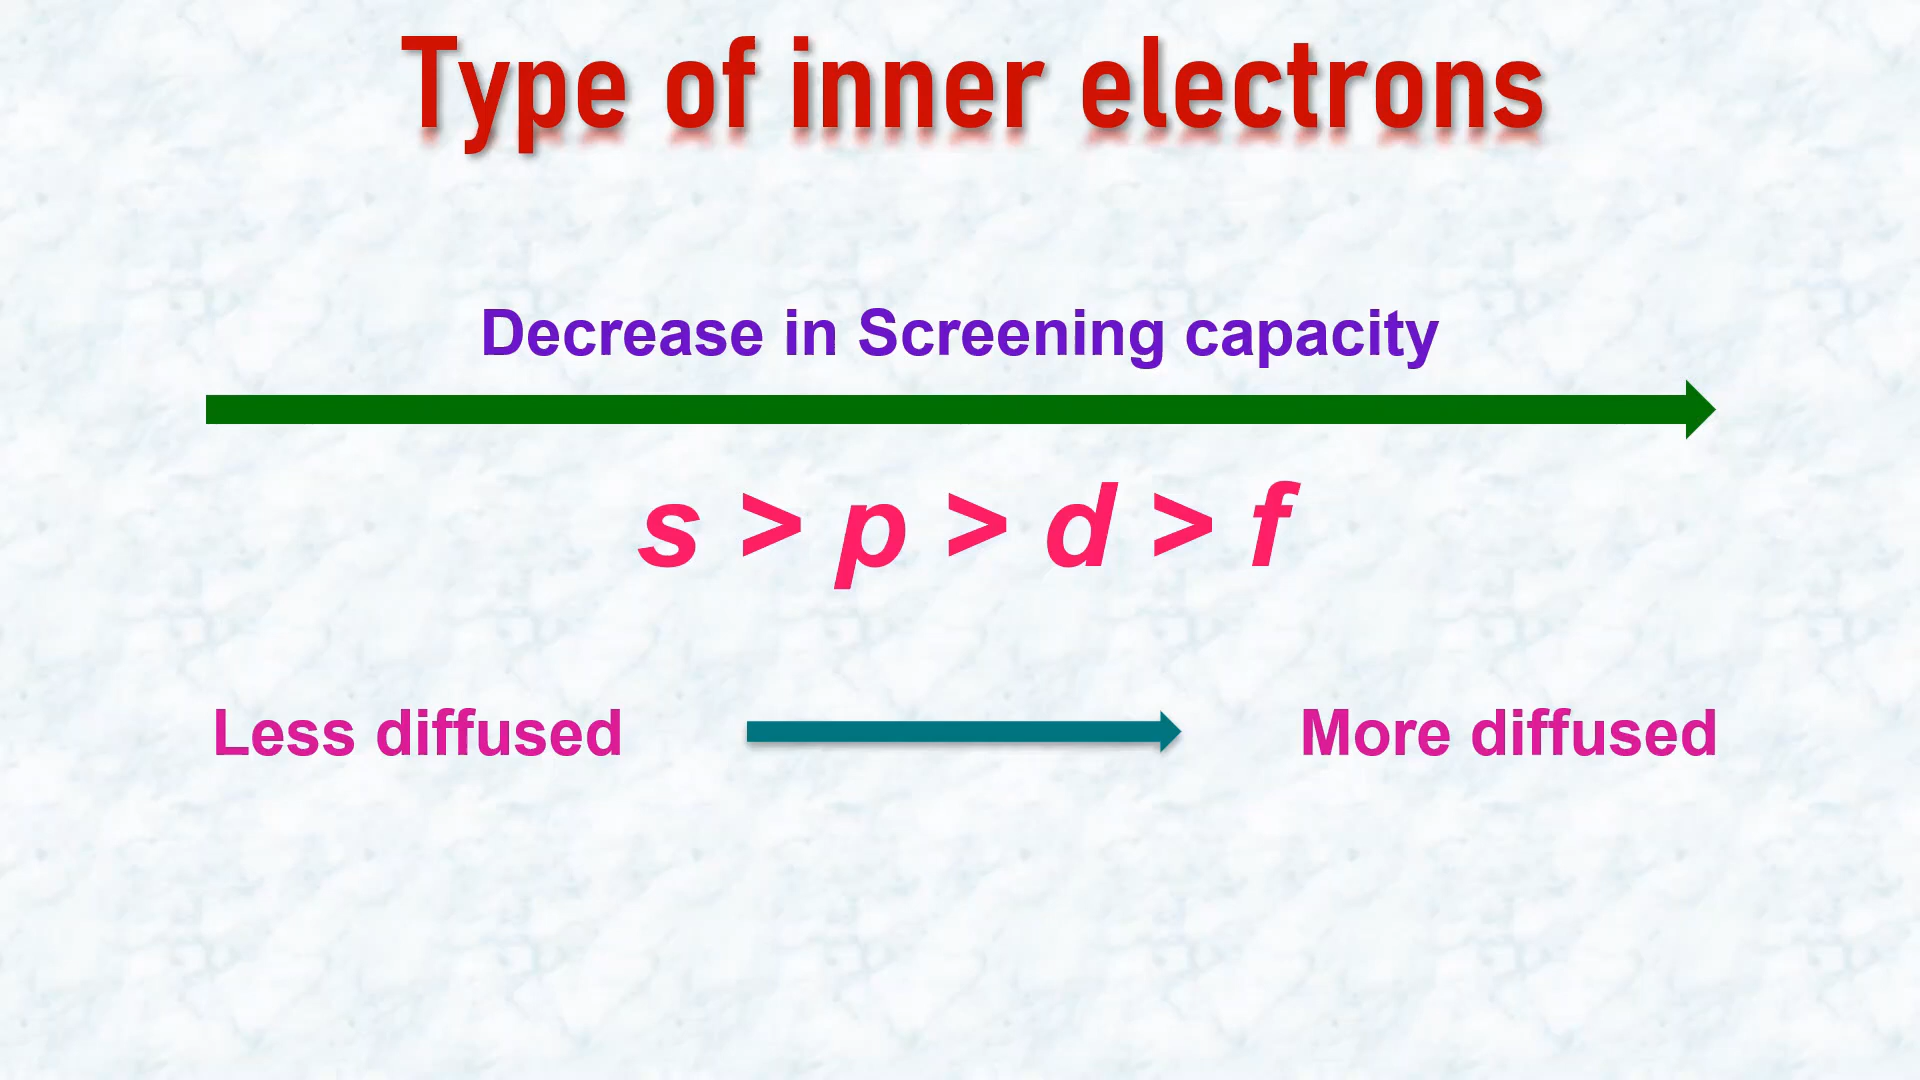 Type of inner electrons
Decrease in Screening capacity
s > p > d > f
Less diffused
More diffused